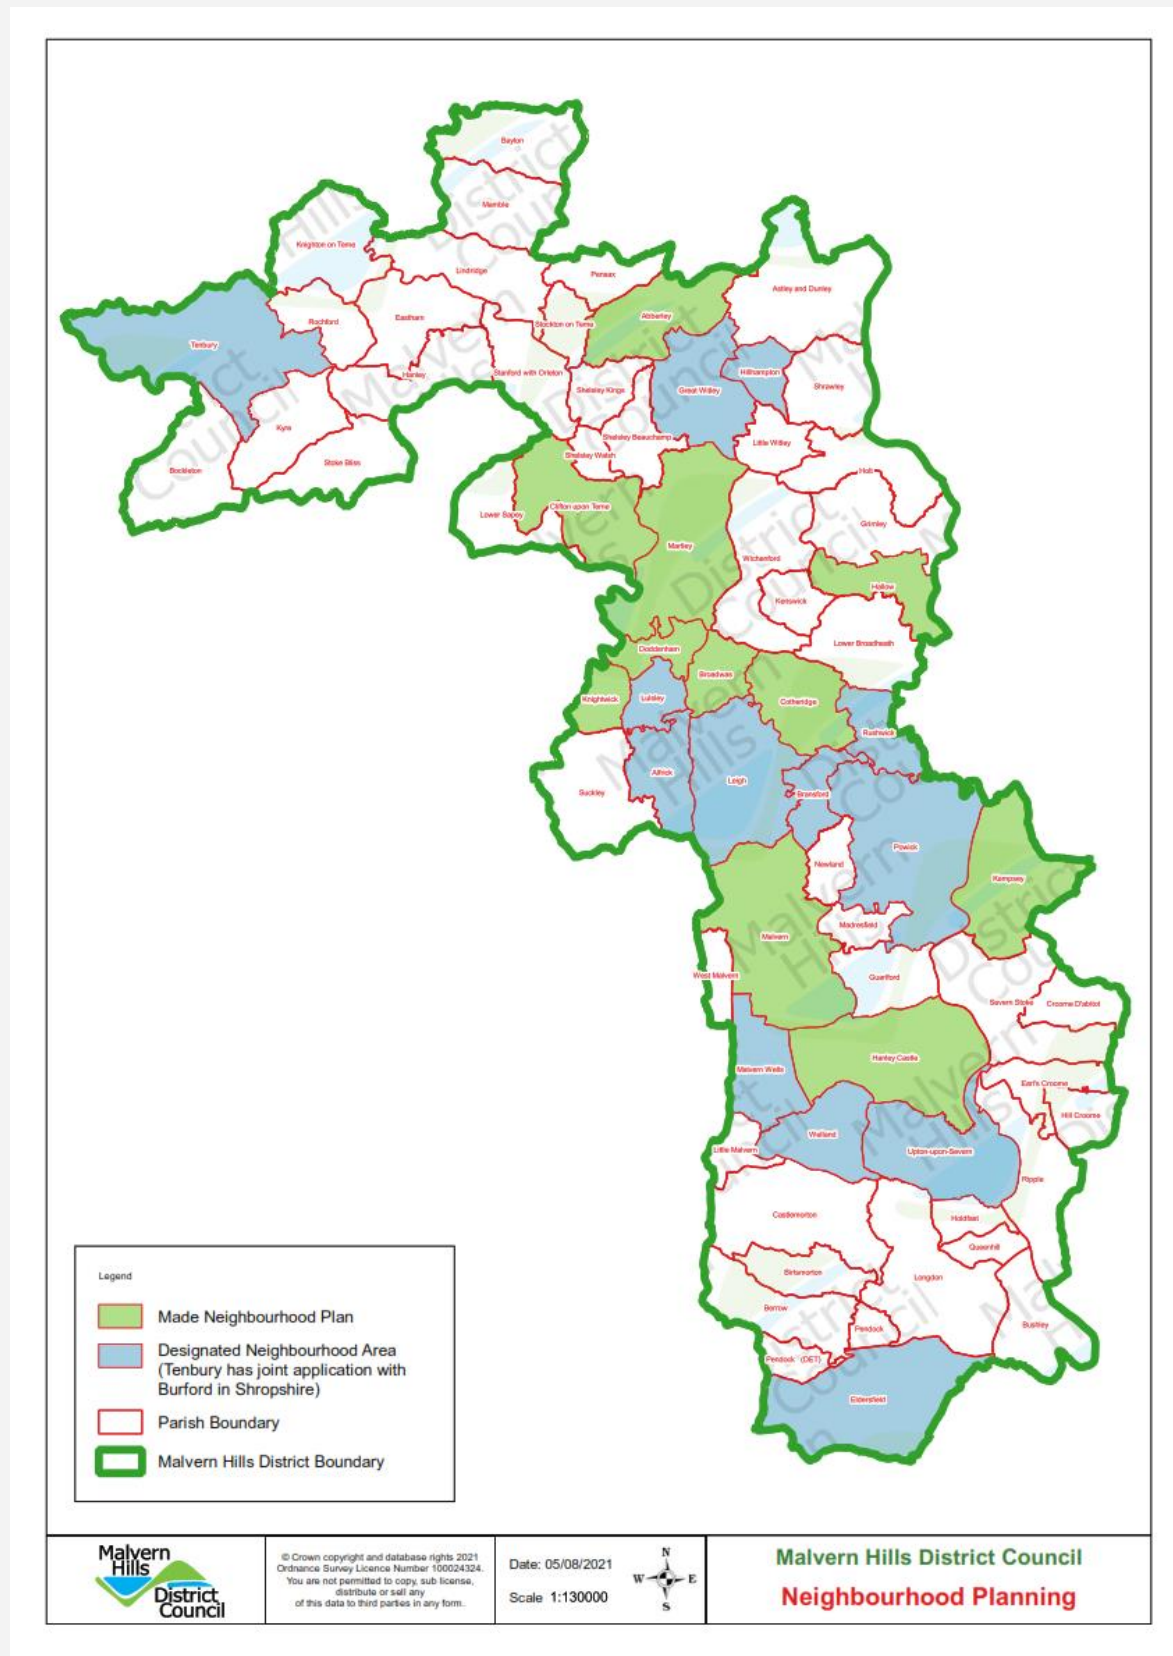 Bayton
Mamble
Knighton on Teme
Lindridge
Pensax
Astley and Dunley
Rochford
Eastham
Stockton on Teme
Abberley
Tenbury
Hanley
Stanford with Orleton
Shelsley Kings
Great Witley
Hillhampton
Shrawley
Kyre
Shelsley Beauchamp
Little Witley
Shelsley Walsh
Stoke Bliss
Bockleton
Holt
Lower Sapey
Clifton upon Teme
Grimley
Martley
Wichenford
Hallow
Kenswick
Doddenham
Lower Broadheath
Broadwas
Knightwick
Lulsley
Cotheridge
Rushwick
Alfrick
Leigh
Suckley
Bransford
Powick
Newland
Kempsey
Malvern
Madresfield
West Malvern
Guarlford
Severn Stoke
Croome D'abitot
Hanley Castle
Malvern Wells
Earl's Croome
Hill Croome
Welland
Little Malvern
Upton-upon-Severn
Ripple
Castlemorton
Holdfast
Queenhill
Birtsmorton
Longdon
Berrow
Pendock
Bushley
Pendock (DET)
Eldersfield
Legend
Made Neighbourhood Plan
Designated Neighbourhood Area
(Tenbury has joint application with
Burford in Shropshire)
Parish Boundary
Malvern Hills District Boundary
Malvern
Hills
District
Council
© Crown copyright and database rights 2021
Ordnance Survey Licence Number 100024324.
You are not permitted to copy, sub license,
distribute or sell any
of this data to third parties in any form.
Date: 05/08/2021
Scale 1:130000
N
W E
S
Malvern Hills District Council
Neighbourhood Planning